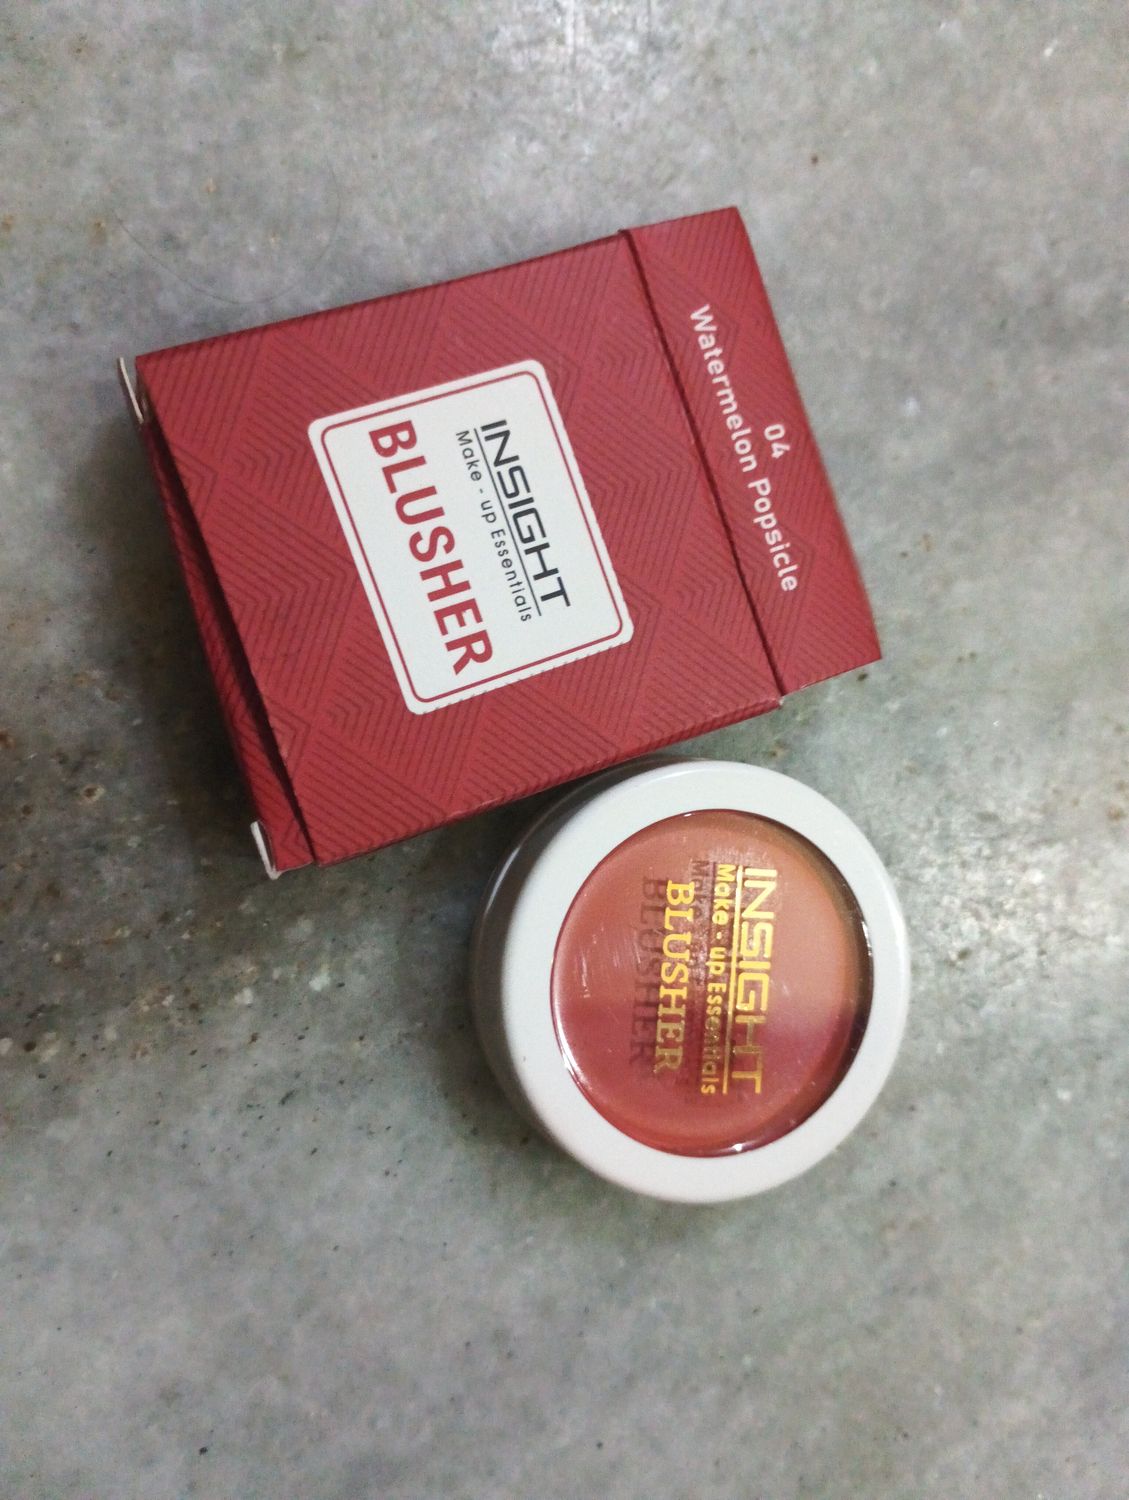 04
Watermelon Popsicle
INSIGHT
Make - up Essentials
BLUSHER
INSIGHT
Make - up Essentials
BLUSHER